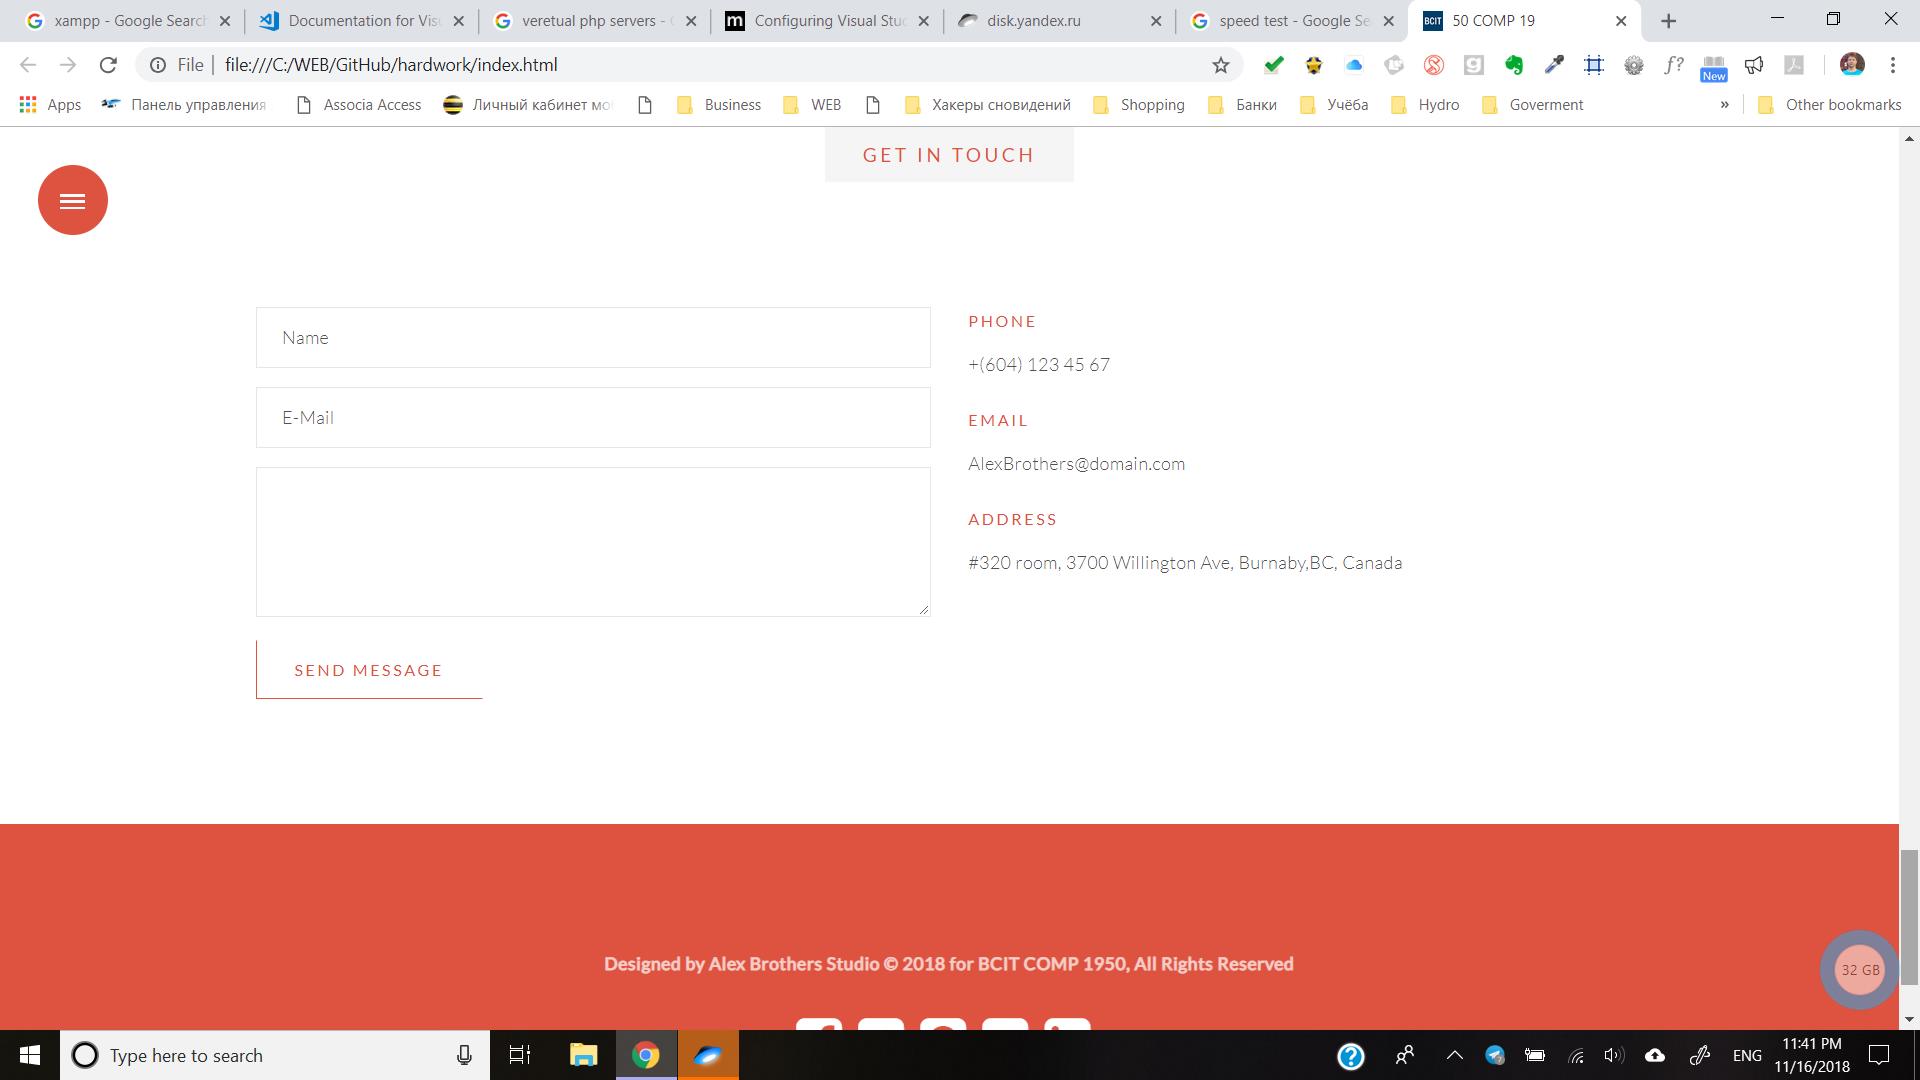 xampp - Google Search
Documentation for Visu
veretual php servers - G
Configuring Visual Stud
disk.yandex.ru
speed test - Google Se
BCIT
50 COMP 19
File
file:///C:/WEB/GitHub/hardwork/index.html
New
Apps
Панель управления
Associa Access
Личный кабинет мо
Business
WEB
Хакеры сновидений
Shopping
Банки
Учёба
Hydro
Goverment
»
Other bookmarks
GET IN TOUCH
Name
E-Mail
SEND MESSAGE
PHONE
+(604) 123 45 67
EMAIL
AlexBrothers@domain.com
ADDRESS
#320 room, 3700 Willington Ave, Burnaby,BC, Canada
Designed by Alex Brothers Studio © 2018 for BCIT COMP 1950, All Rights Reserved
32 GB
Type here to search
ENG
11:41 PM
11/16/2018